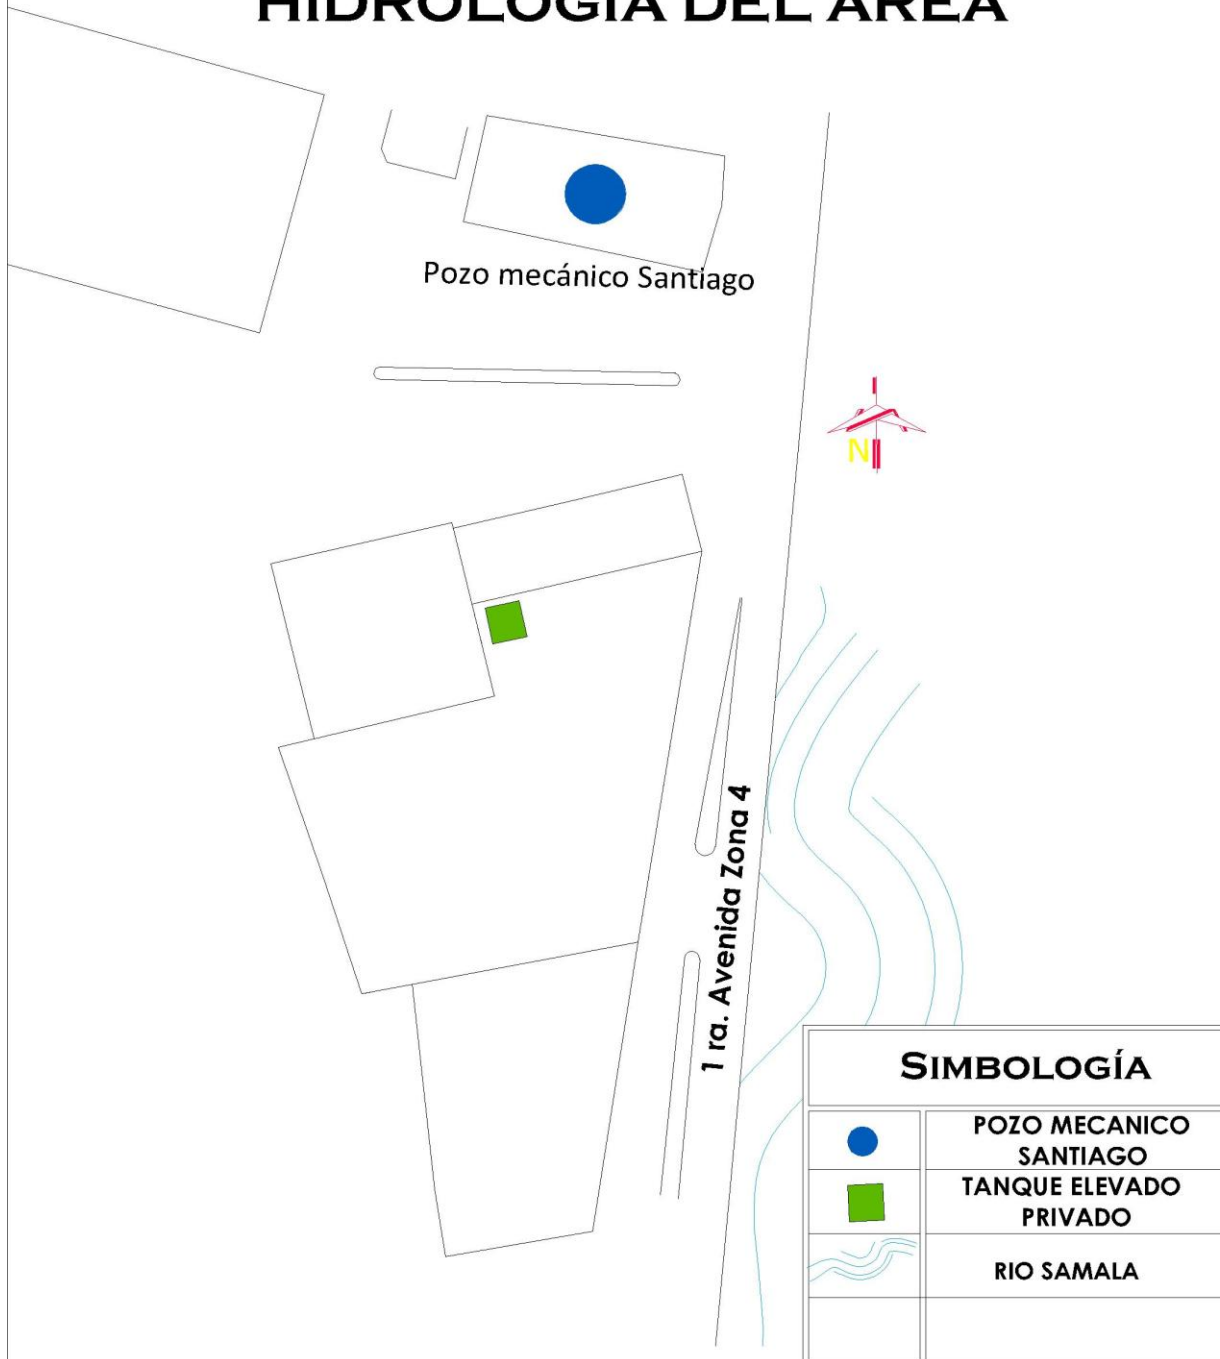 HIDROLOGIA DEL AREA
Pozo mecánico Santiago
N
1 ra. Avenida Zona 4
SIMBOLOGÍA
POZO MECANICO
SANTIAGO
TANQUE ELEVADO
PRIVADO
RIO SAMALA